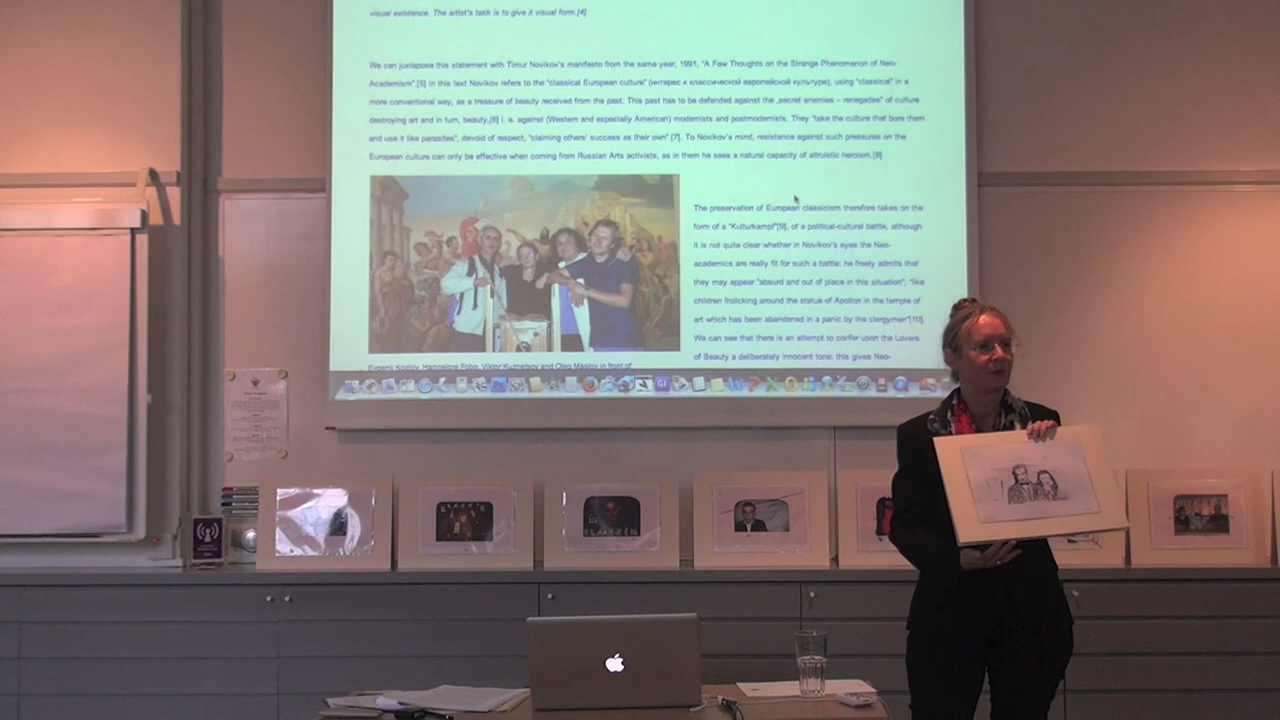 visual existence. The artist's task is to give it visual form.[4]
We can juxtapose this statement with Timur Novikov's manifesto from the same year, 1991, "A Few Thoughts on the Strange Phenomenon of Neo-
Academism".[5] In this text Novikov refers to the "classical European culture" (интерес к классической европейской культуре), using "classical" in a
more conventional way, as a treasure of beauty received from the past. This past has to be defended against the „secret enemies – renegades" of culture
destroying art and in turn, beauty,[6] i. e. against (Western and especially American) modernists and postmodernists. They "take the culture that bore them
and use it like parasites", devoid of respect, "claiming others' success as their own" [7]. To Novikov's mind, resistance against such pressures on the
European culture can only be effective when coming from Russian Arts activists, as in them he sees a natural capacity of altruistic heroism.[8]
The preservation of European classicism therefore takes on the
form of a "Kulturkampf"[9], of a political-cultural battle, although
it is not quite clear whether in Novikov's eyes the Neo-
academics are really fit for such a battle: he freely admits that
they may appear "absurd and out of place in this situation"; "like
children frolicking around the statue of Apollon in the temple of
art which has been abandoned in a panic by the clergymen"[10].
We can see that there is an attempt to confer upon the Lovers
of Beauty a deliberately innocent tone: this gives Neo-
Evgenij Kozlov, Hannelore Fobo, Viktor Kuznetsov and Oleg Maslov in front of